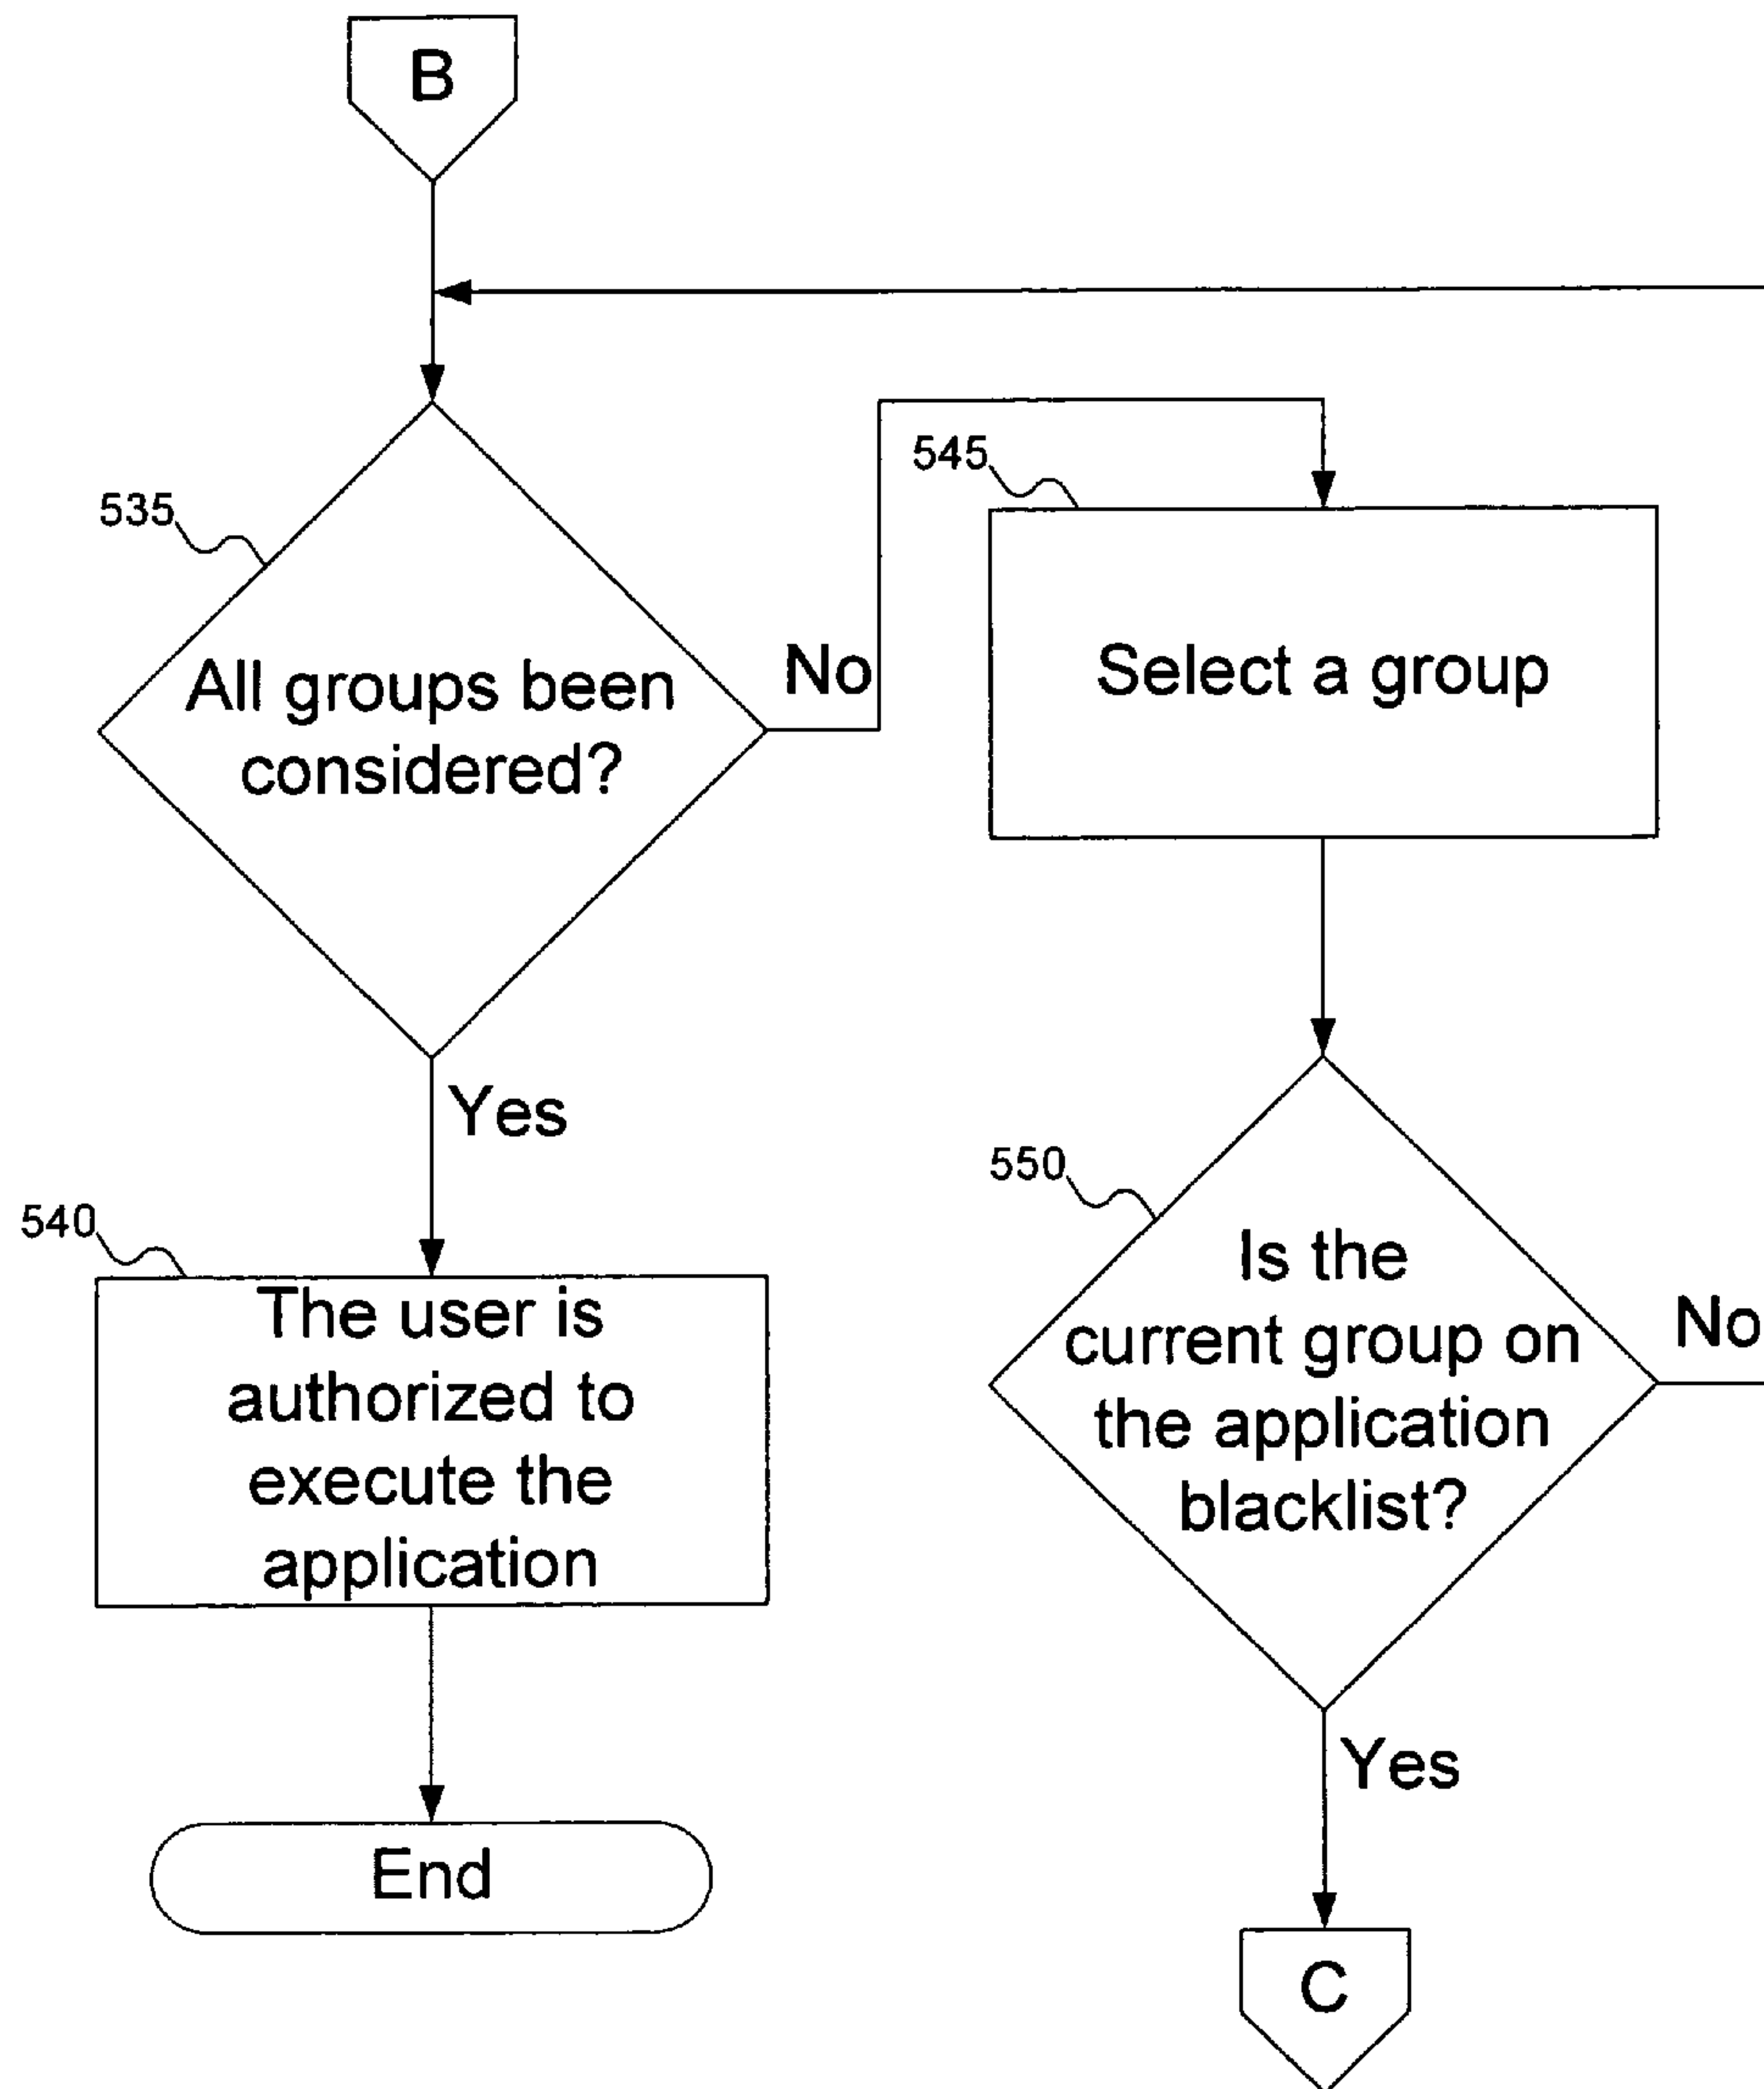 B
535
All groups been
considered?
No
545
Select a group
Yes
540
The user is
authorized to
execute the
application
End
550
Is the
current group on
the application
blacklist?
No
Yes
C